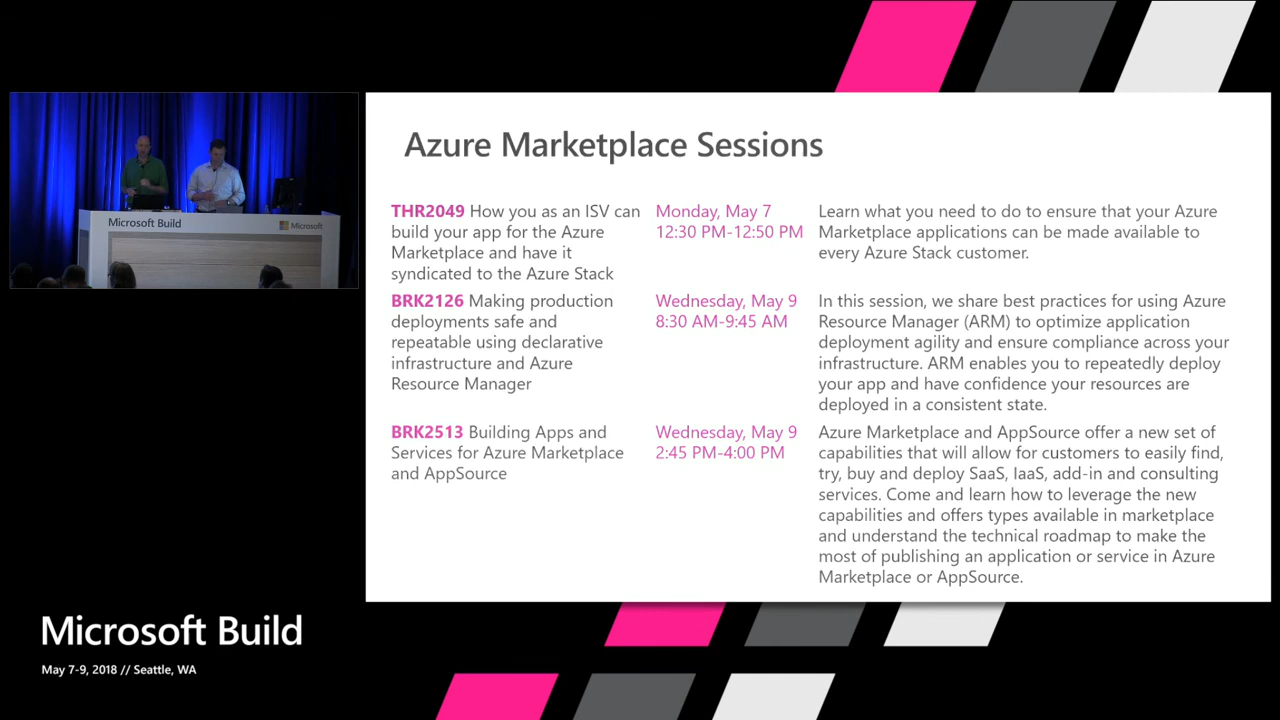 Azure Marketplace Sessions
THR2049 How you as an ISV can
build your app for the Azure
Marketplace and have it
syndicated to the Azure Stack
Monday, May 7
12:30 PM-12:50 PM
Learn what you need to do to ensure that your Azure
Marketplace applications can be made available to
every Azure Stack customer.
BRK2126 Making production
deployments safe and
repeatable using declarative
infrastructure and Azure
Resource Manager
Wednesday, May 9
8:30 AM-9:45 AM
In this session, we share best practices for using Azure
Resource Manager (ARM) to optimize application
deployment agility and ensure compliance across your
infrastructure. ARM enables you to repeatedly deploy
your app and have confidence your resources are
deployed in a consistent state.
BRK2513 Building Apps and
Services for Azure Marketplace
and AppSource
Wednesday, May 9
2:45 PM-4:00 PM
Azure Marketplace and AppSource offer a new set of
capabilities that will allow for customers to easily find,
try, buy and deploy SaaS, IaaS, add-in and consulting
services. Come and learn how to leverage the new
capabilities and offers types available in marketplace
and understand the technical roadmap to make the
most of publishing an application or service in Azure
Marketplace or AppSource.
Microsoft Build
Microsoft
Microsoft Build
May 7-9, 2018 // Seattle, WA